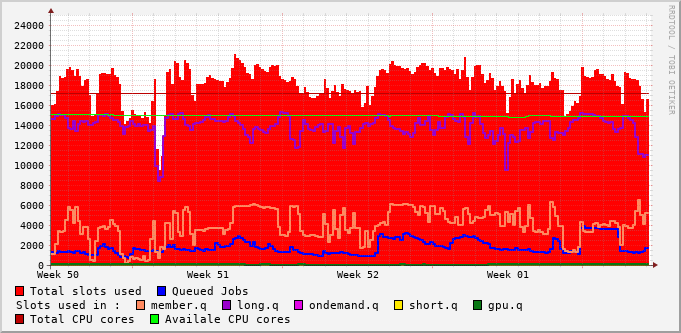 24000
22000
20000
18000
16000
14000
12000
10000
8000
6000
4000
2000
0
Week 50 Week 51 Week 52 Week 01
RRDTOOL / TOBI OETIKER
Total slots used Queued Jobs
Slots used in : member.q long.q ondemand.q short.q gpu.q
Total CPU cores Availale CPU cores